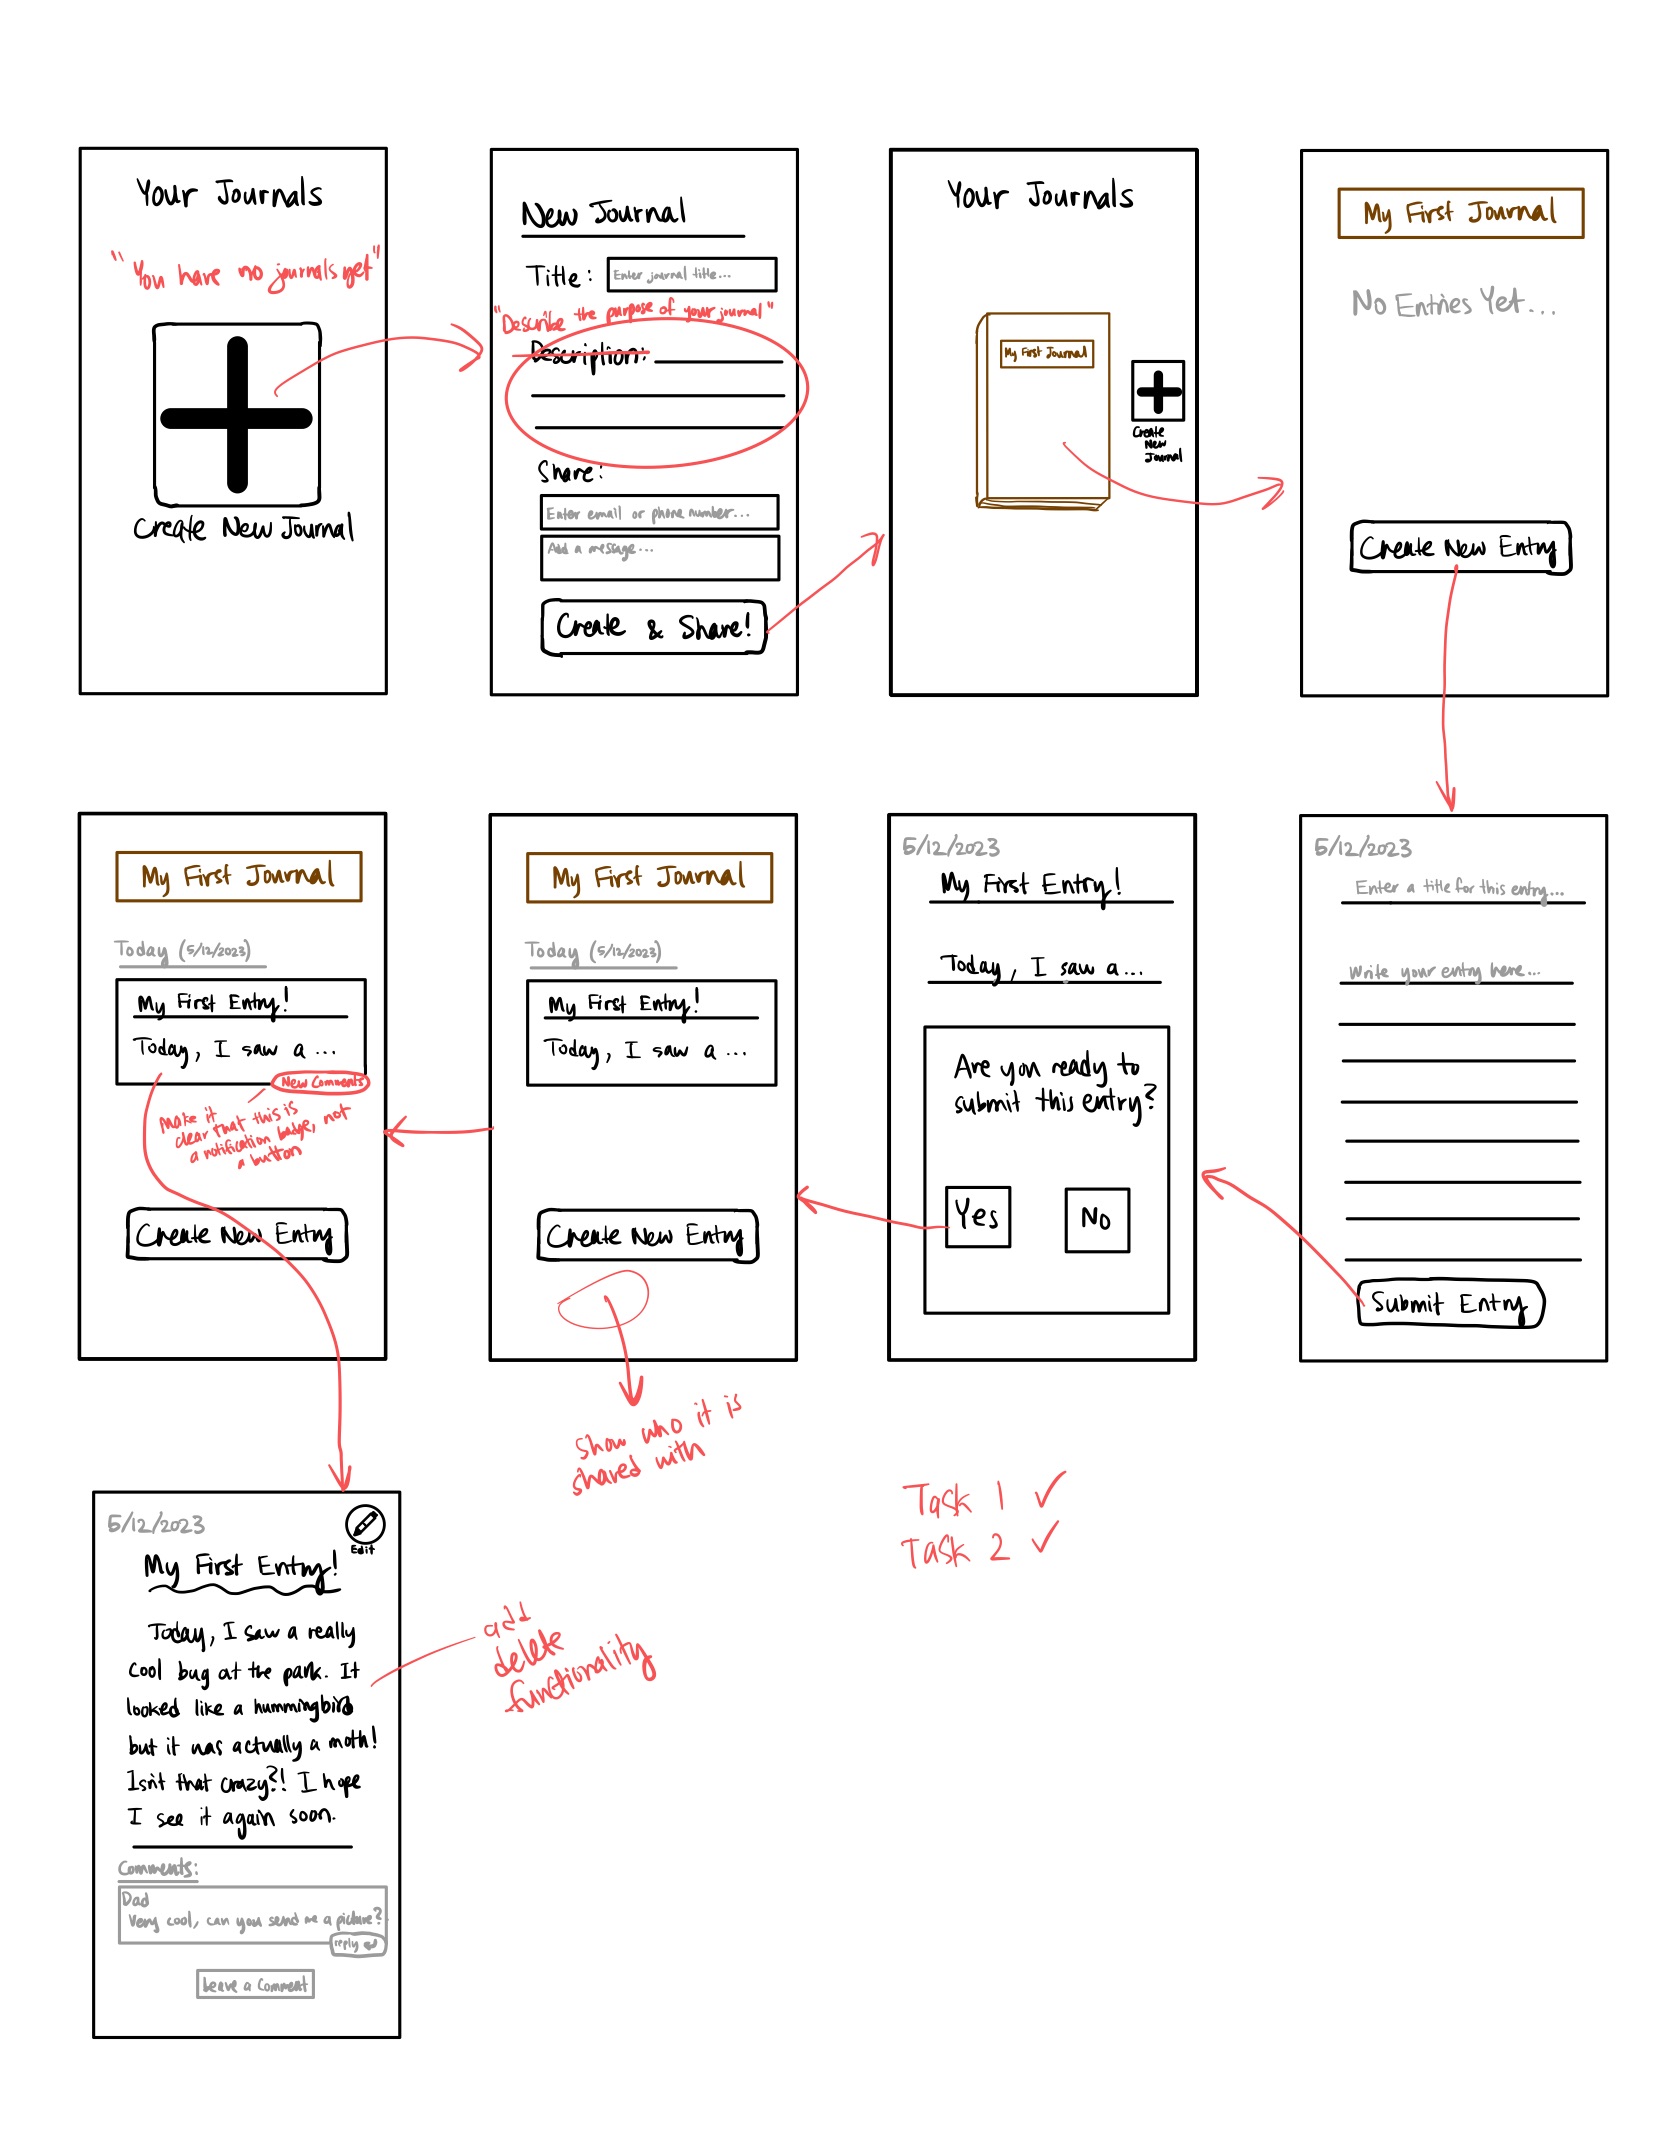 Your Journals
"You have no journals yet"
Create New Journal
New Journal
Title: Enter journal title...
"Describe the purpose of your journal"
Description:
Share:
Enter email or phone number...
Add a message...
Create & Share!
Your Journals
My First Journal
Create
New
Journal
My First Journal
No Entries Yet...
Create New Entry
5/12/2023
Enter a title for this entry...
Write your entry here...
Submit Entry
5/12/2023
My First Entry!
Today, I saw a...
Are you ready to
submit this entry?
Yes No
My First Journal
Today (5/12/2023)
My First Entry!
Today, I saw a ...
Create New Entry
show who it is
shared with
My First Journal
Today (5/12/2023)
My First Entry!
Today, I saw a ...
New Comments
Make it
clear that this is
a notification badge, not
a button
Create New Entry
5/12/2023
Edit
My First Entry!
Today, I saw a really
cool bug at the park. It
looked like a hummingbird
but it was actually a moth!
Isn't that crazy?! I hope
I see it again soon.
Comments:
Dad
Very cool, can you send me a picture?
reply
Leave a Comment
add
delete
functionality
Task 1 ✓
Task 2 ✓